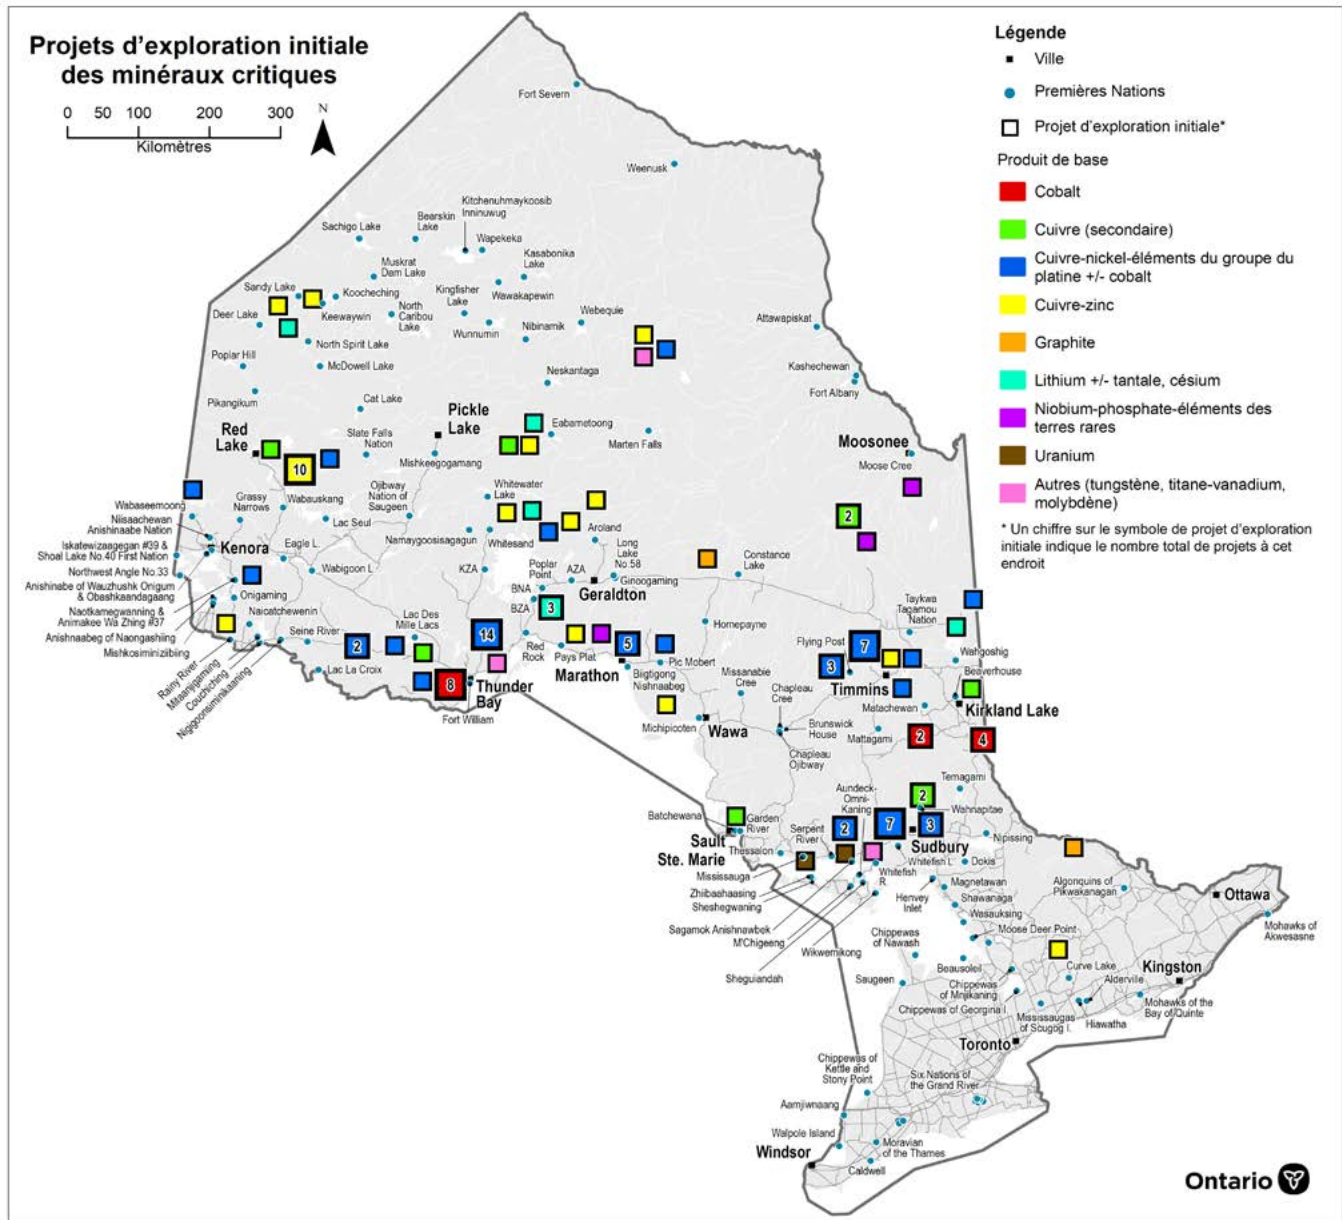 Projets d'exploration initiale
des minéraux critiques
0 50 100 200 300
Kilomètres
N
Légende
Ville
Premières Nations
Projet d'exploration initiale*
Produit de base
Cobalt
Cuivre (secondaire)
Cuivre-nickel-éléments du groupe du
platine +/- cobalt
Cuivre-zinc
Graphite
Lithium +/- tantale, césium
Niobium-phosphate-éléments des
terres rares
Uranium
Autres (tungstène, titane-vanadium,
molybdène)
* Un chiffre sur le symbole de projet d'exploration
initiale indique le nombre total de projets à cet
endroit
Fort Severn
Weenusk
Kitchenuhmaykoosib
Inninuwug
Bearskin
Lake
Sachigo Lake
Wapekeka
Kasabonika
Lake
Muskrat
Dam Lake
Sandy Lake
Koocheching
Kingfisher
Lake
Wawakapewin
Keewaywin
North
Caribou
Lake
Deer Lake
Webequie
Wunnumin
Nibinamik
Attawapiskat
North Spirit Lake
Poplar Hill
McDowell Lake
Neskantaga
Kashechewan
Fort Albany
Pikangikum
Cat Lake
Pickle
Lake
Red
Lake
Slate Falls
Nation
Eabametoong
Marten Falls
Moosonee
Moose Cree
10
Mishkeegogamang
Wabauskang
Ojibway
Nation of
Saugeen
Whitewater
Lake
Wabaseemoong
Grassy
Narrows
Niisaachewan
Anishinaabe Nation
Lac Seul
2
Namaygoosisagagun
Whitesand
Aroland
Iskatewizaagegan #39 &
Shoal Lake No.40 First Nation
Kenora
Eagle L.
Long
Lake
No.58
Constance
Lake
Northwest Angle No.33
Wabigoon L.
KZA
Poplar
Point
AZA
Ginoogaming
Anishinabe of Wauzhushk Onigum
& Obashkaandagaang
Onigaming
BNA
Geraldton
Naotkamegwanning &
Animakee Wa Zhing #37
Naicatchewenin
BZA
3
Taykwa
Tagamou
Nation
Anishnaabeg of Naongashiing
Lac Des
Mille Lacs
Hornepayne
Mishkosiminiziibiing
Seine River
14
Flying Post
7
2
Red
Rock
Pays Plat
5
Wahgoshig
Rainy River
Mitaanjigaming
Couchiching
Nigigoonsiminikaaning
Lac La Croix
8
Thunder
Bay
Marathon
Pic Mobert
Biigtigong
Nishnaabeg
Missanabie
Cree
3
Beaverhouse
Timmins
Fort William
Chapleau
Cree
Matachewan
Kirkland Lake
Michipicoten
Wawa
Brunswick
House
Mattagami
2
4
Chapleau
Ojibway
Temagami
Aundeck-
Omni-
Kaning
2
Wahnapitae
Batchewana
Garden
River
Serpent
River
2
7
3
Nipissing
Sault
Ste. Marie
Thessalon
Sudbury
Whitefish L.
Dokis
Mississauga
Whitefish
R.
Algonquins of
Pikwakanagan
Zhiibaahaasing
Magnetawan
Sheshegwaning
Henvey
Inlet
Shawanaga
Ottawa
Sagamok Anishnawbek
Wasauksing
M'Chigeeng
Chippewas
of Nawash
Moose Deer Point
Mohawks of
Akwesasne
Wikwemikong
Sheguiandah
Beausoleil
Curve Lake
Kingston
Saugeen
Chippewas
of Mnjikaning
Alderville
Chippewas of Georgina I.
Mohawks of the
Bay of Quinte
Mississaugas
of Scugog I.
Hiawatha
Toronto
Chippewas of
Kettle and
Stony Point
Six Nations of
the Grand River
Aamjiwnaang
Walpole Island
Moravian
of the Thames
Windsor
Caldwell
Ontario